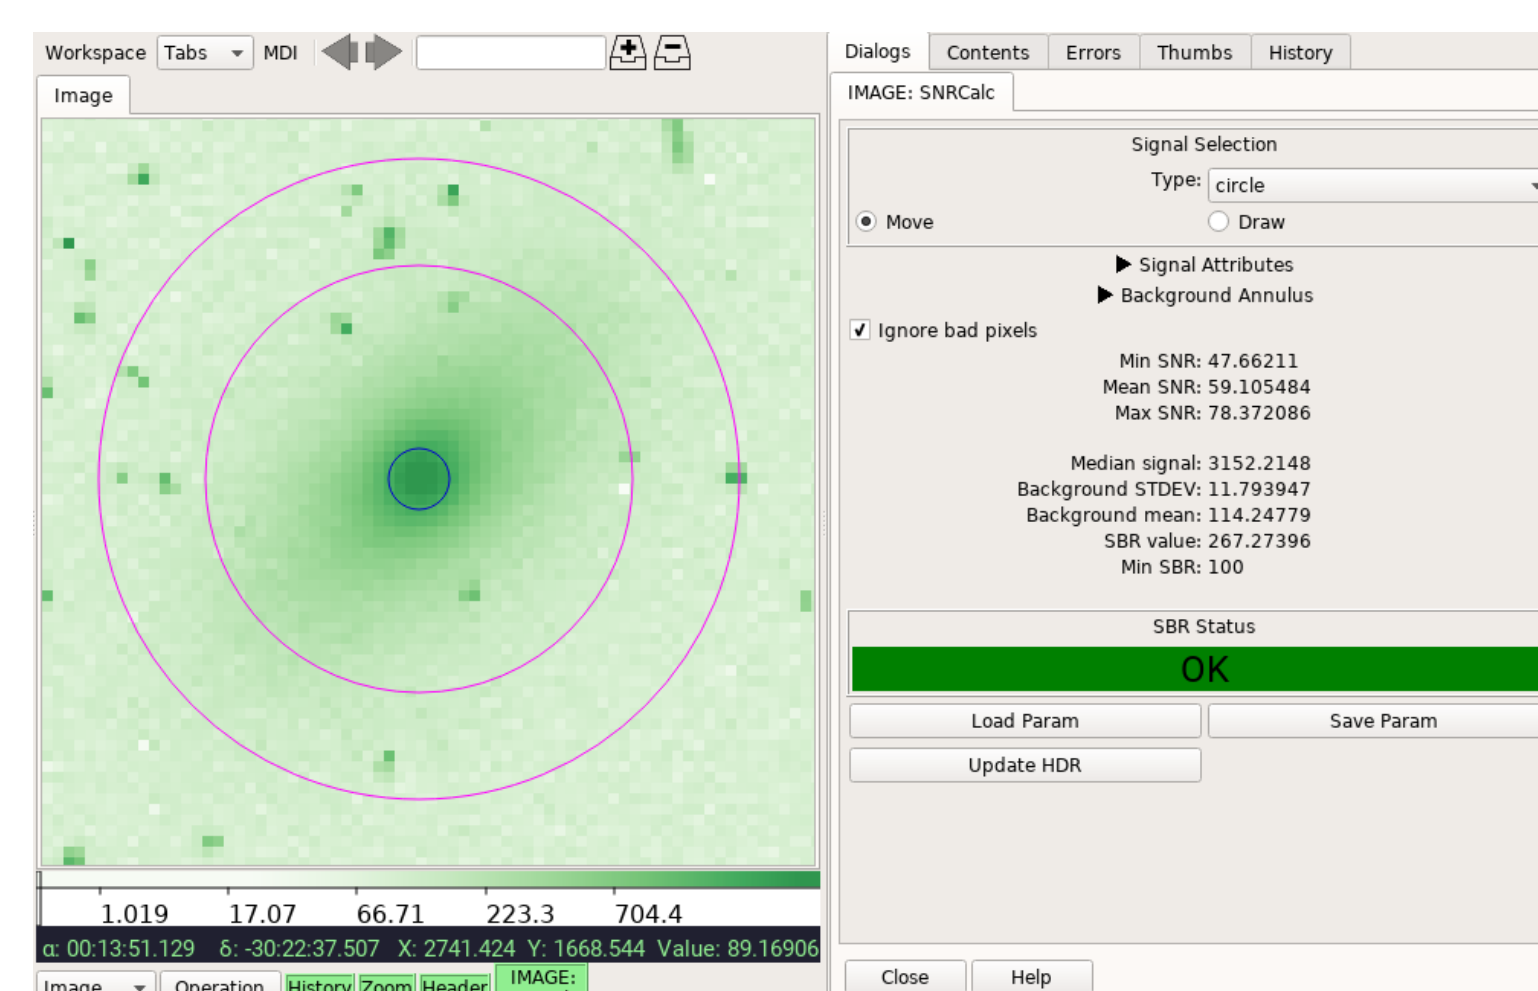 Workspace Tabs MDI
Image
1.019 17.07 66.71 223.3 704.4
α: 00:13:51.129 δ: -30:22:37.507 X: 2741.424 Y: 1668.544 Value: 89.16906
Image Operation History Zoom Header IMAGE:
Dialogs Contents Errors Thumbs History
IMAGE: SNRCalc
Signal Selection
Type: circle
Move Draw
Signal Attributes
Background Annulus
Ignore bad pixels
Min SNR: 47.66211
Mean SNR: 59.105484
Max SNR: 78.372086
Median signal: 3152.2148
Background STDEV: 11.793947
Background mean: 114.24779
SBR value: 267.27396
Min SBR: 100
SBR Status
OK
Load Param Save Param
Update HDR
Close Help